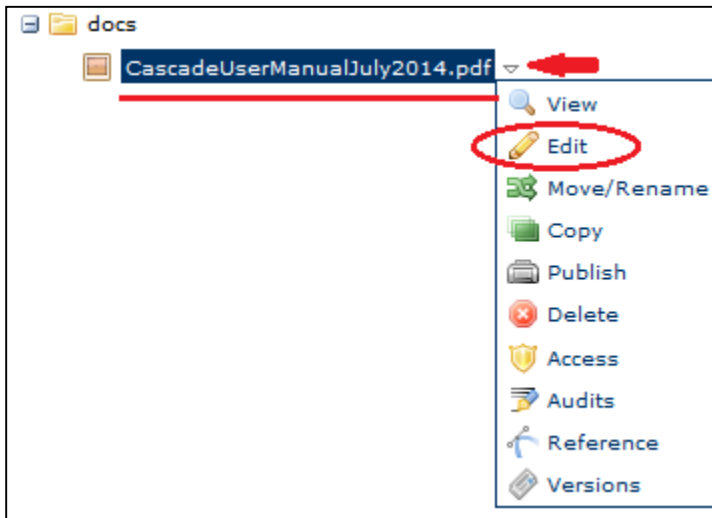 docs
CascadeUserManualJuly2014.pdf
View
Edit
Move/Rename
Copy
Publish
Delete
Access
Audits
Reference
Versions